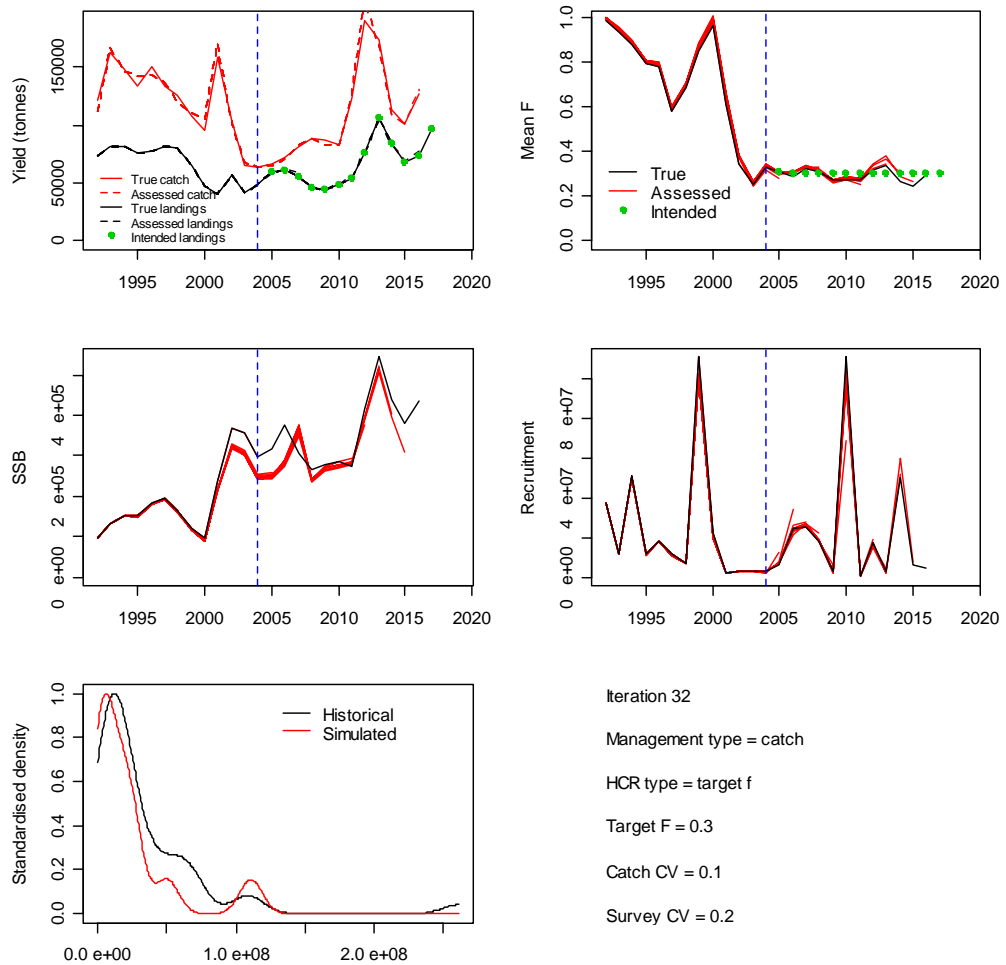 Yield (tonnes)
0
50000
150000
True catch
Assessed catch
True landings
Assessed landings
Intended landings
1995
2000
2005
2010
2015
2020
Mean F
0.0
0.2
0.4
0.6
0.8
1.0
True
Assessed
Intended
1995
2000
2005
2010
2015
2020
SSB
0
e+00
2
e+05
4
e+05
1995
2000
2005
2010
2015
2020
Recruitment
0
e+00
4
e+07
8
e+07
1995
2000
2005
2010
2015
2020
Standardised density
0.0
0.2
0.4
0.6
0.8
1.0
Historical
Simulated
0.0 e+00
1.0 e+08
2.0 e+08
Iteration 32
Management type = catch
HCR type = target f
Target F = 0.3
Catch CV = 0.1
Survey CV = 0.2